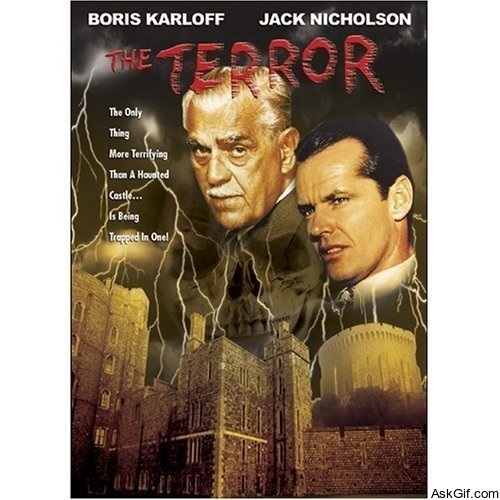 BORIS KARLOFF JACK NICHOLSON
THE TERROR
The Only
Thing
More Terrifying
Than A Haunted
Castle...
Is Being
Trapped In One!
AskGif.com